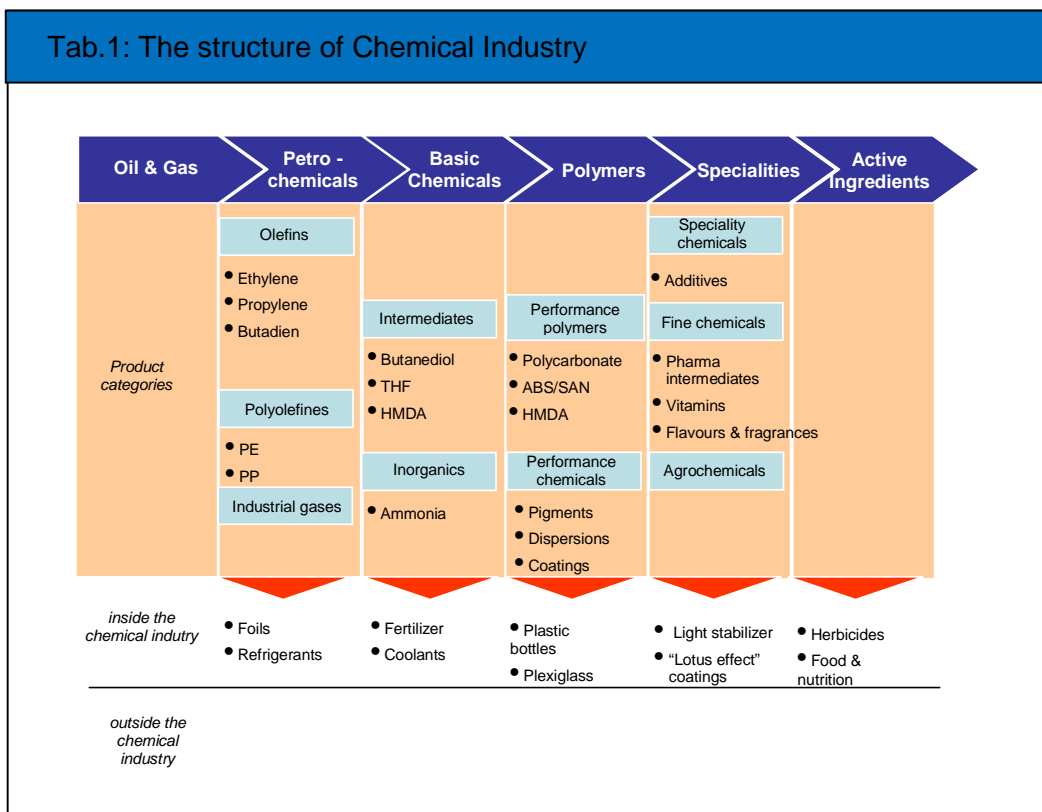 Tab.1: The structure of Chemical Industry
Oil & Gas
Petro -
chemicals
Basic
Chemicals
Polymers
Specialities
Active
Ingredients
Product
categories
Olefins
• Ethylene
• Propylene
• Butadien
Polyolefines
• PE
• PP
Industrial gases
Intermediates
• Butanediol
• THF
• HMDA
Inorganics
• Ammonia
Performance
polymers
• Polycarbonate
• ABS/SAN
• HMDA
Performance
chemicals
• Pigments
• Dispersions
• Coatings
Speciality
chemicals
• Additives
Fine chemicals
• Pharma
intermediates
• Vitamins
• Flavours & fragrances
Agrochemicals
inside the
chemical indutry
• Foils
• Refrigerants
• Fertilizer
• Coolants
• Plastic
bottles
• Plexiglass
• Light stabilizer
• "Lotus effect"
coatings
• Herbicides
• Food &
nutrition
outside the
chemical
industry